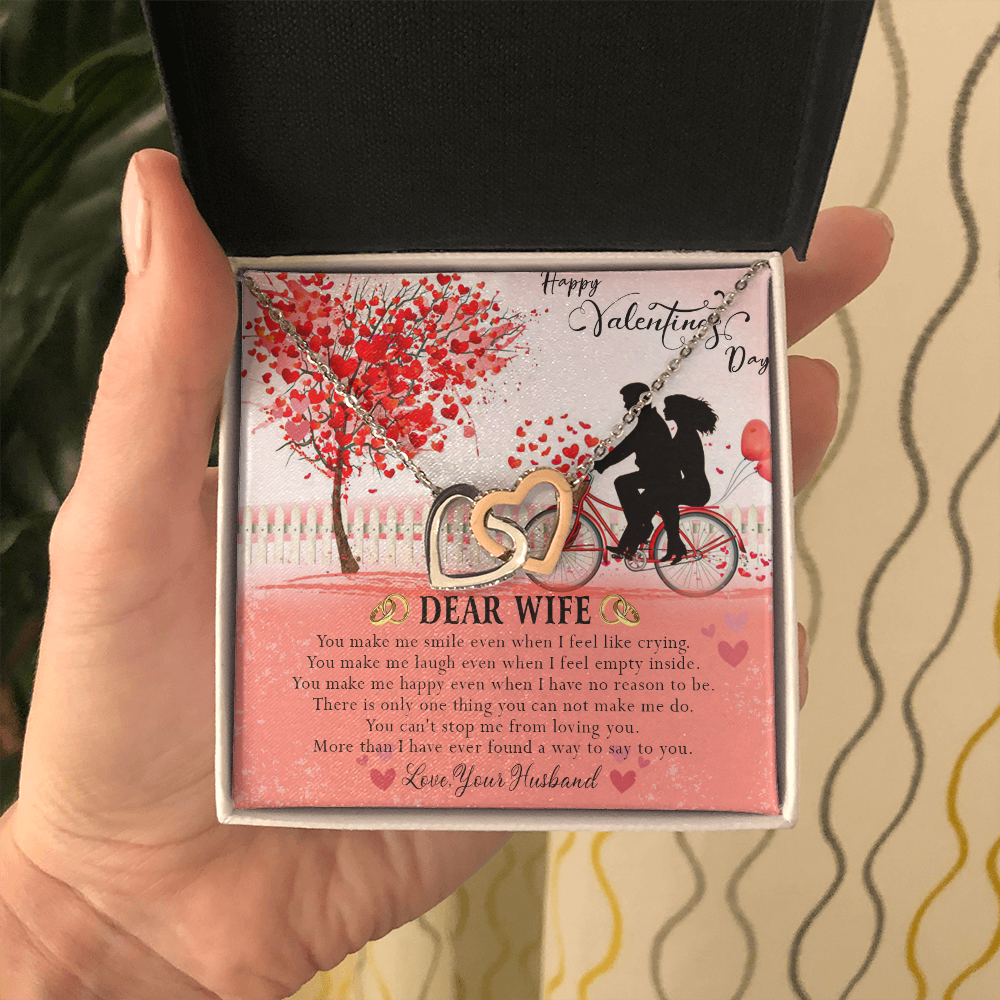 Happy
Valentines
Day
DEAR WIFE
You make me smile even when I feel like crying.
You make me laugh even when I feel empty inside.
You make me happy even when I have no reason to be.
There is only one thing you can not make me do.
You can't stop me from loving you.
More than I have ever found a way to say to you.
Love, Your Husband